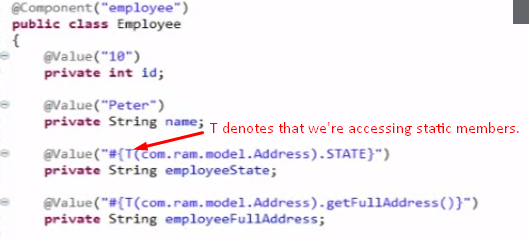 @Component("employee")
public class Employee
{
@Value("10")
private int id;
@Value("Peter")
private String name;
T denotes that we're accessing static members.
@Value("#{T(com.ram.model.Address).STATE}")
private String employeeState;
@Value("#{T(com.ram.model.Address).getFullAddress()}")
private String employeeFullAddress;